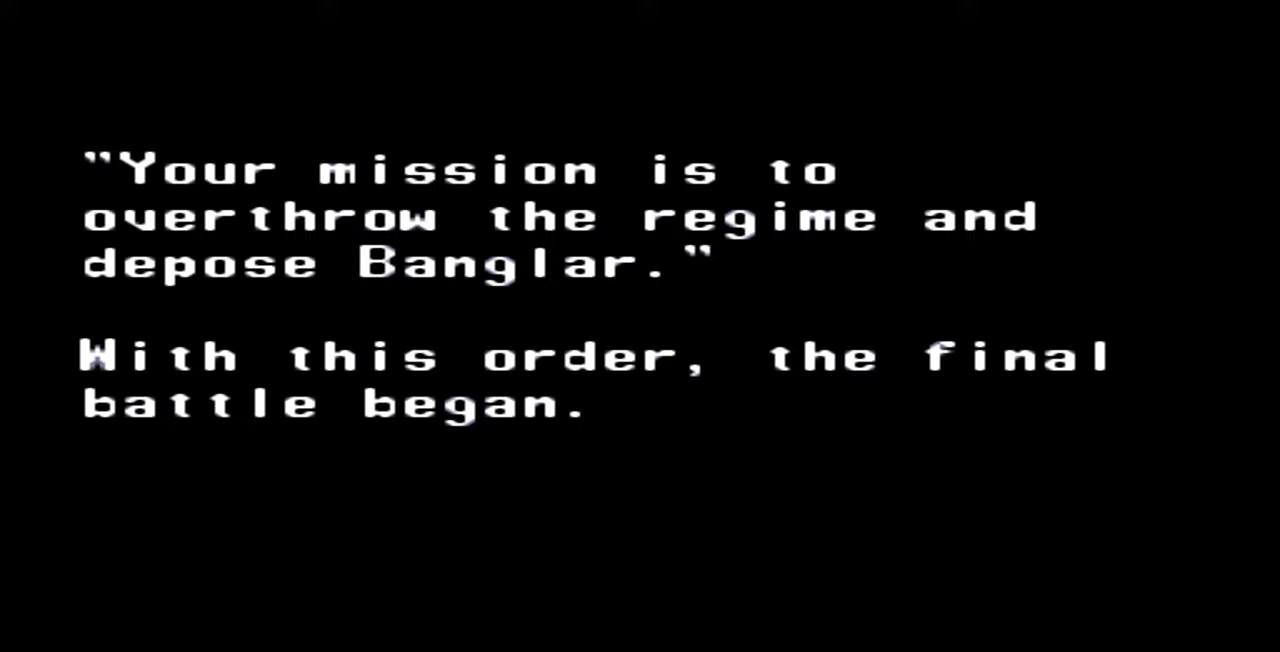 "Your mission is to
overthrow the regime and
depose Banglar."
With this order, the final
battle began.